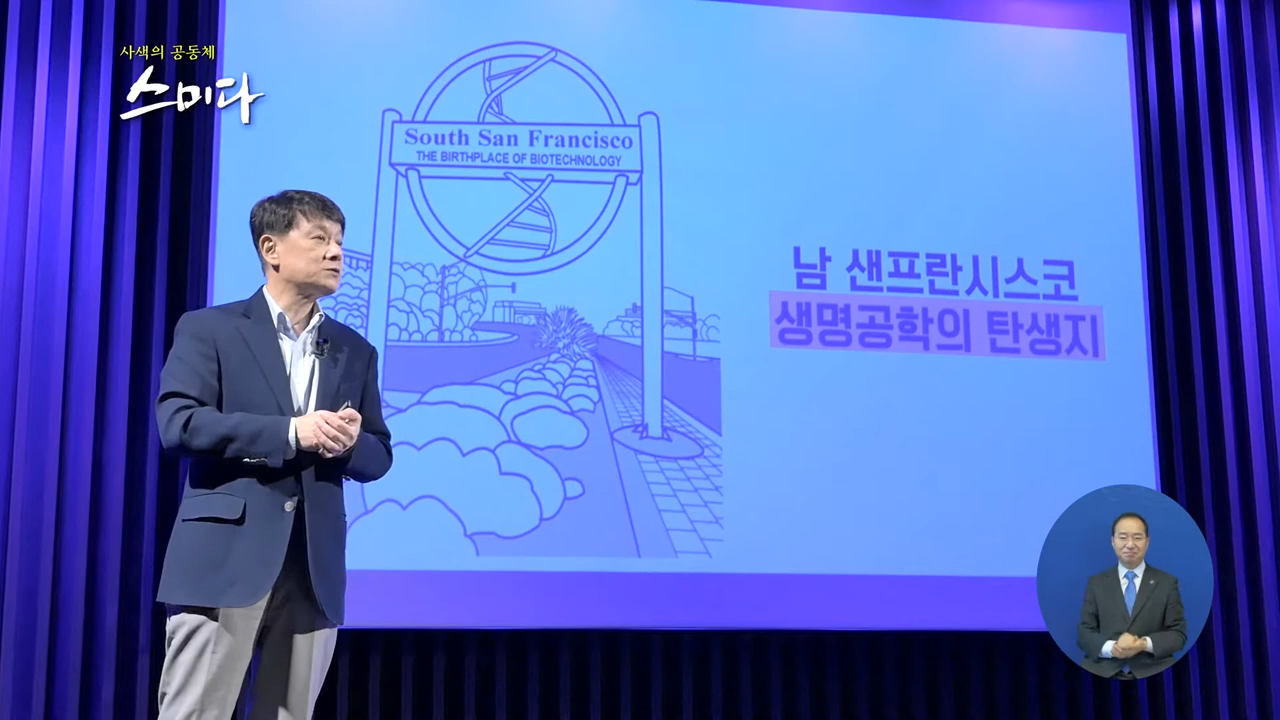 사색의 공동체
스미다
South San Francisco
THE BIRTHPLACE OF BIOTECHNOLOGY
남 샌프란시스코
생명공학의 탄생지